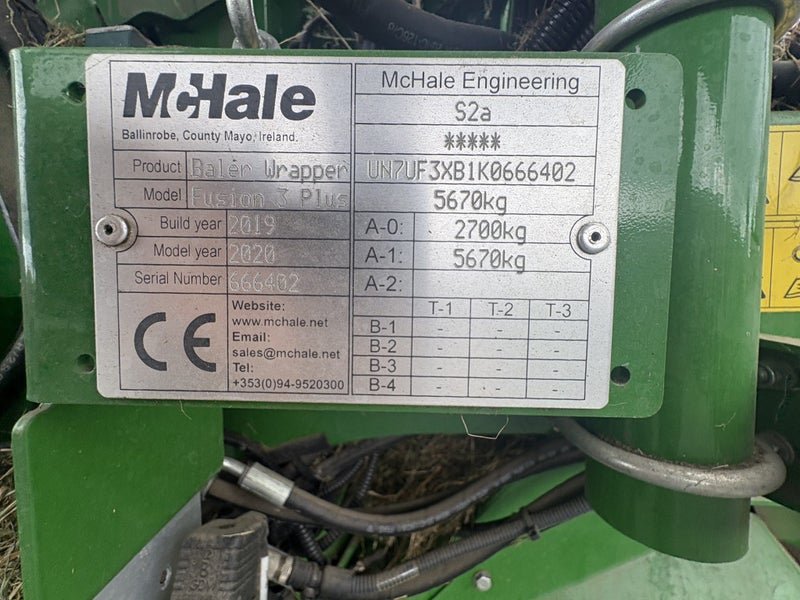 McHale
Ballinrobe, County Mayo, Ireland.
Product Baler Wrapper
Model Fusion 3 Plus
Build year 2019
Model year 2020
Serial Number 666402
CE
Website:
www.mchale.net
Email:
sales@mchale.net
Tel:
+353(0)94-9520300
McHale Engineering
S2a
*****
UN7UF3XB1K0666402
5670kg
A-0: 2700kg
A-1: 5670kg
A-2:
T-1 T-2 T-3
B-1 - - -
B-2 - - -
B-3 - - -
B-4 - - -